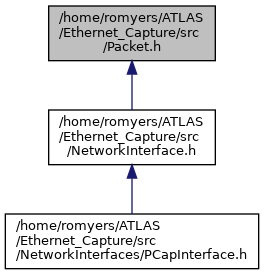 /home/romyers/ATLAS
/Ethernet_Capture/src
/Packet.h
/home/romyers/ATLAS
/Ethernet_Capture/src
/NetworkInterface.h
/home/romyers/ATLAS
/Ethernet_Capture/src
/NetworkInterfaces/PCapInterface.h